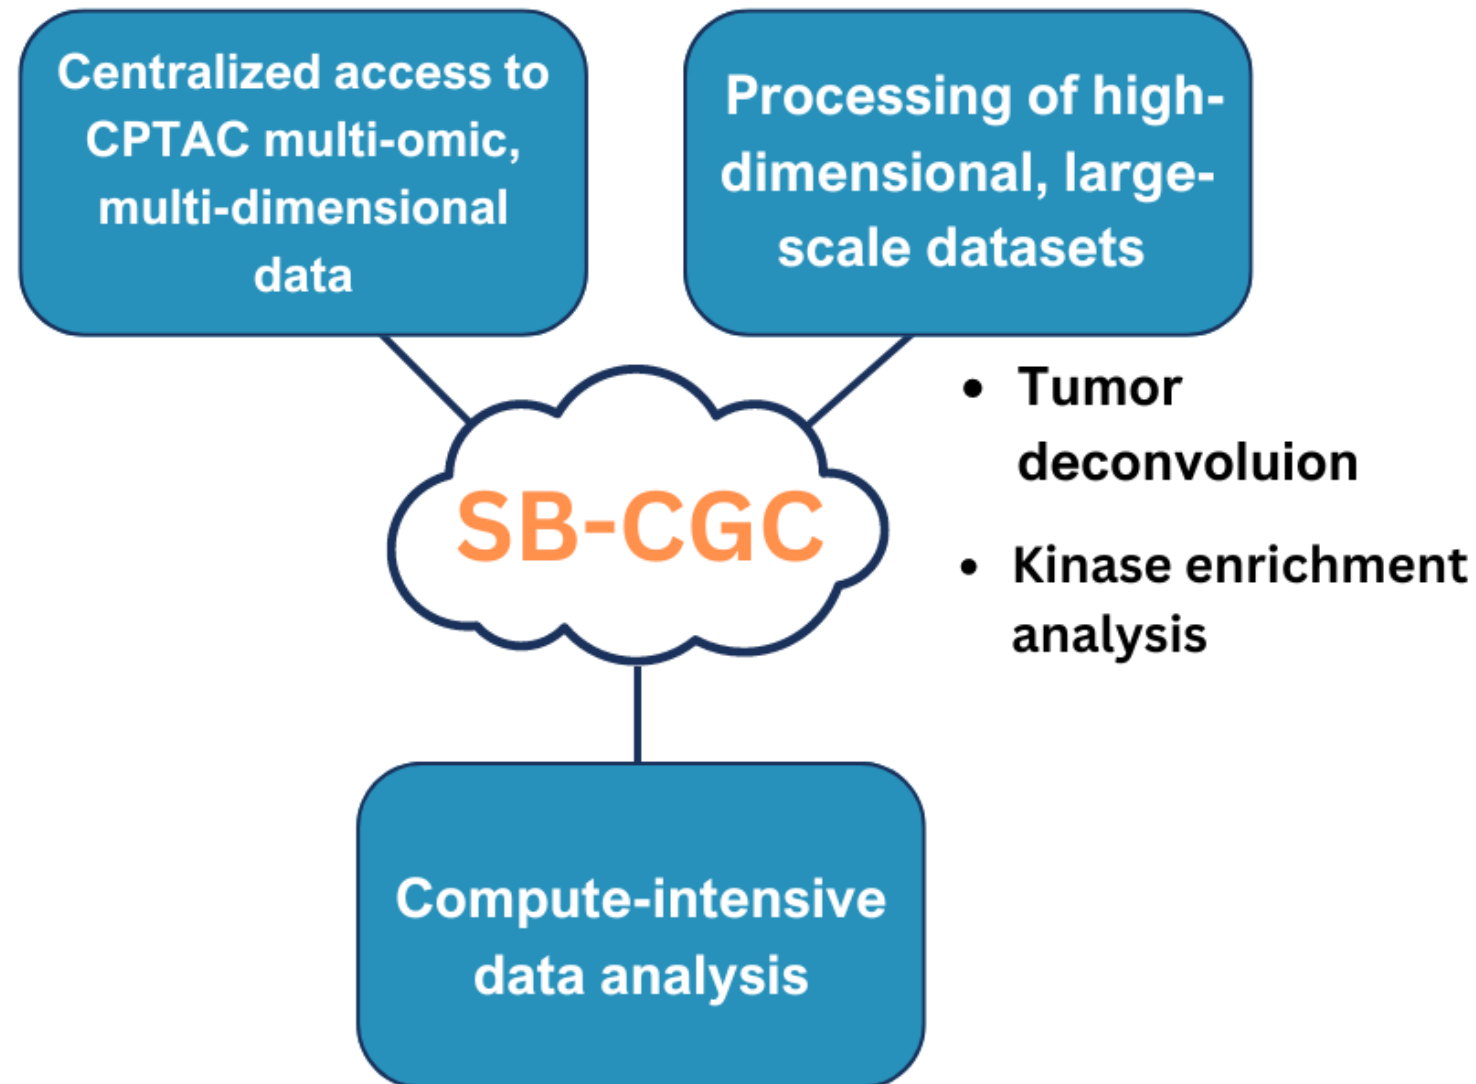 Centralized access to
CPTAC multi-omic,
multi-dimensional
data
Processing of high-
dimensional, large-
scale datasets
SB-CGC
• Tumor
deconvoluion
• Kinase enrichment
analysis
Compute-intensive
data analysis